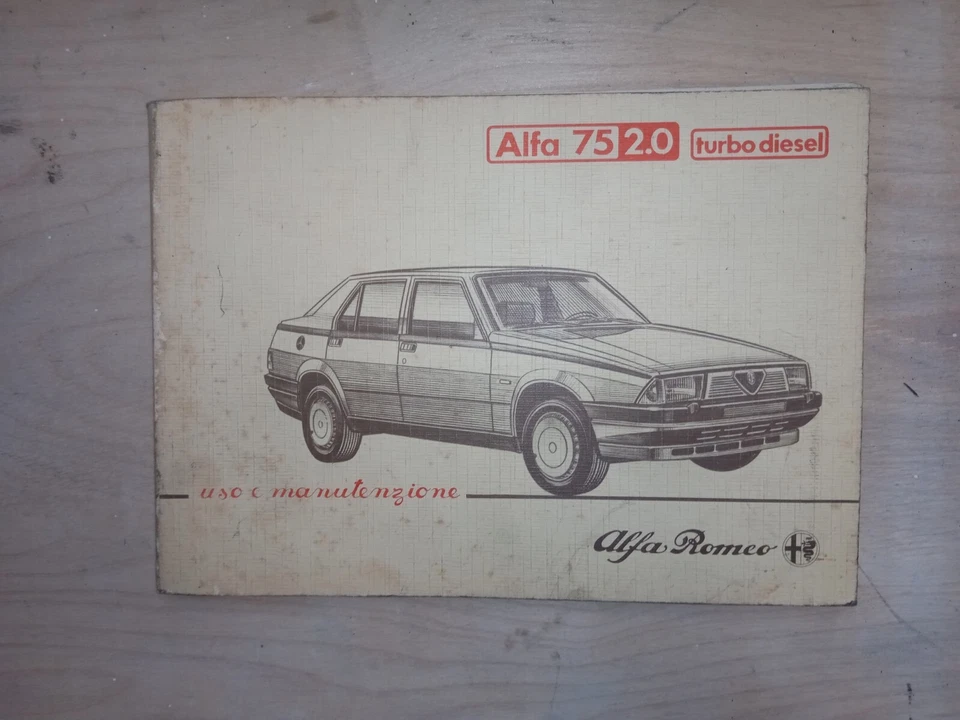 Alfa 75 2.0 turbo diesel
uso e manutenzione
Alfa Romeo